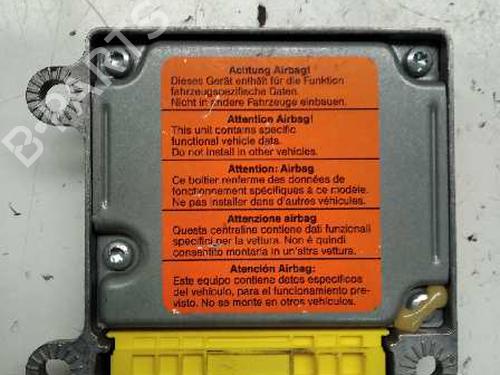 Achtung Airbag!
Dieses Gerät enthält für die Funktion
fahrzeugspezifische Daten.
Nicht in andere Fahrzeuge einbauen.
Attention Airbag!
This unit contains specific
functional vehicle data.
Do not install in other vehicles.
Attention: Airbag
Ce boîtier renferme des données de
fonctionnement spécifiques à ce modèle.
Ne pas installer dans d'autres véhicules.
Attenzione airbag
Questa centralina contiene dati funzionali
specifici per la vettura. Non è quindi
consentito montarla in un'altra vettura.
Atención Airbag:
Este equipo contiene datos específicos
del vehículo, para el funcionamiento pre-
visto. No se monte en otros vehículos.
B-PARTS